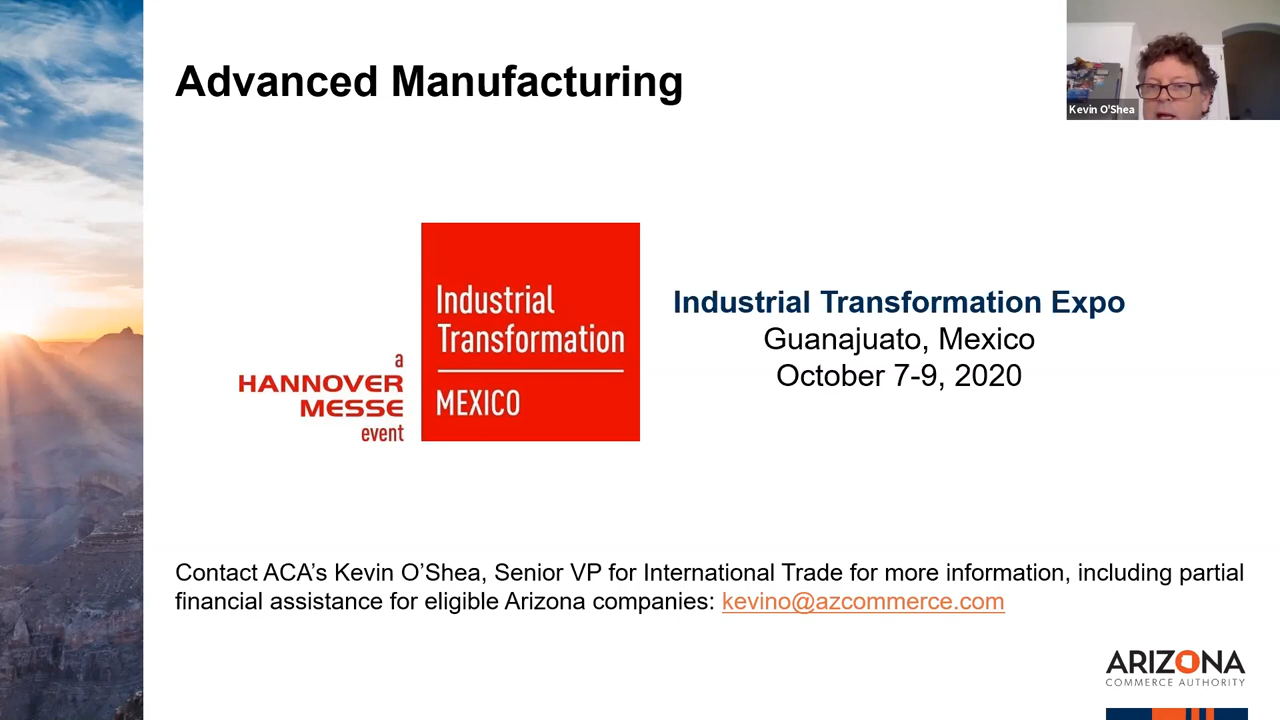 Advanced Manufacturing
Kevin O'Shea
a
HANNOVER
MESSE
event
Industrial
Transformation
MEXICO
Industrial Transformation Expo
Guanajuato, Mexico
October 7-9, 2020
Contact ACA’s Kevin O’Shea, Senior VP for International Trade for more information, including partial
financial assistance for eligible Arizona companies: kevino@azcommerce.com
ARIZONA
COMMERCE AUTHORITY